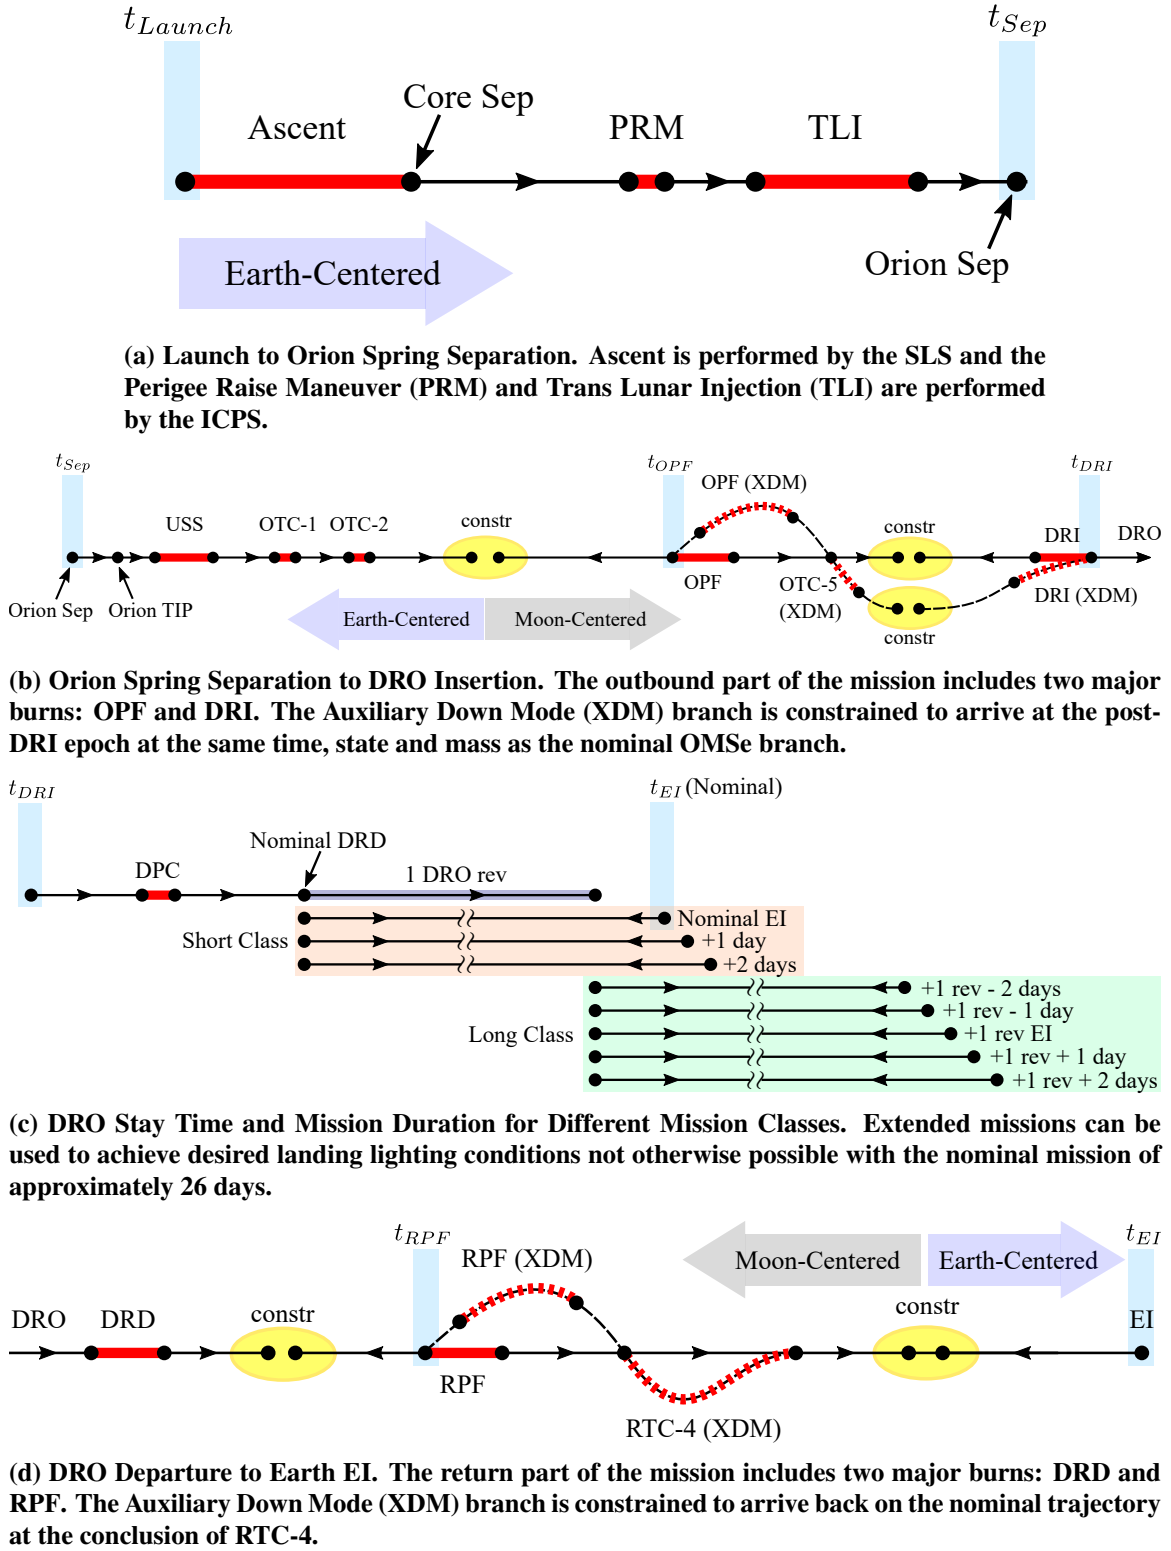 t_Launch
t_Sep
Core Sep
Ascent
PRM
TLI
Orion Sep
Earth-Centered
(a) Launch to Orion Spring Separation. Ascent is performed by the SLS and the
Perigee Raise Maneuver (PRM) and Trans Lunar Injection (TLI) are performed
by the ICPS.
t_Sep
t_OPF
t_DRI
OPF (XDM)
USS
OTC-1
OTC-2
constr
constr
DRI
DRO
OPF
OTC-5
(XDM)
DRI (XDM)
Orion Sep
Orion TIP
Earth-Centered
Moon-Centered
constr
(b) Orion Spring Separation to DRO Insertion. The outbound part of the mission includes two major
burns: OPF and DRI. The Auxiliary Down Mode (XDM) branch is constrained to arrive at the post-
DRI epoch at the same time, state and mass as the nominal OMSe branch.
t_DRI
t_EI (Nominal)
Nominal DRD
DPC
1 DRO rev
Nominal EI
Short Class
+1 day
+2 days
+1 rev - 2 days
+1 rev - 1 day
Long Class
+1 rev EI
+1 rev + 1 day
+1 rev + 2 days
(c) DRO Stay Time and Mission Duration for Different Mission Classes. Extended missions can be
used to achieve desired landing lighting conditions not otherwise possible with the nominal mission of
approximately 26 days.
t_RPF
t_EI
RPF (XDM)
Moon-Centered
Earth-Centered
DRO
DRD
constr
constr
EI
RPF
RTC-4 (XDM)
(d) DRO Departure to Earth EI. The return part of the mission includes two major burns: DRD and
RPF. The Auxiliary Down Mode (XDM) branch is constrained to arrive back on the nominal trajectory
at the conclusion of RTC-4.